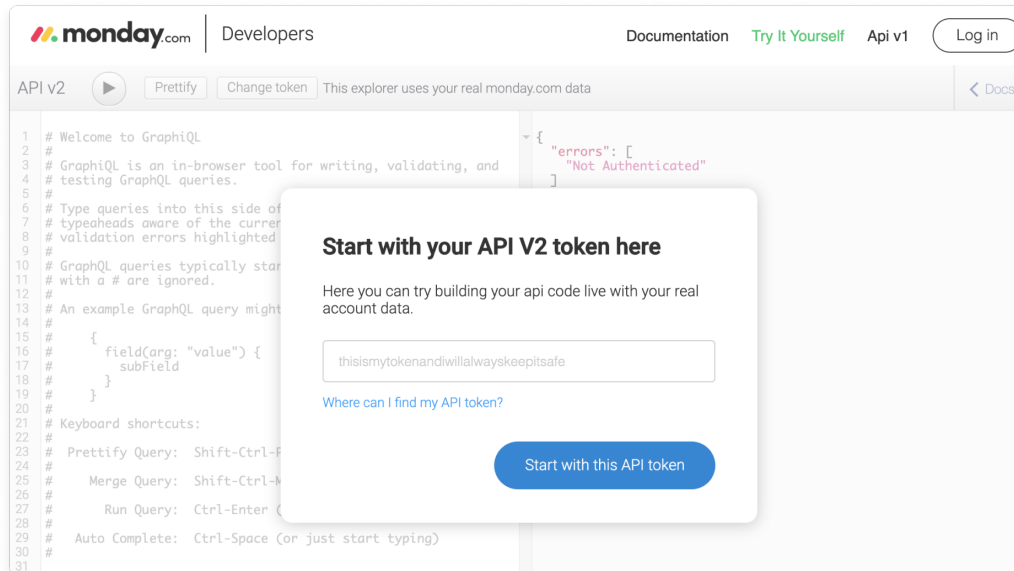 monday.com Developers Documentation Try It Yourself Api v1 Log in
API v2 Prettify Change token This explorer uses your real monday.com data Docs
1 # Welcome to GraphiQL
2 #
3 # GraphiQL is an in-browser tool for writing, validating, and
4 # testing GraphQL queries.
5 #
6 # Type queries into this side of
7 # typeaheads aware of the
8 # validation errors highlighted
9 #
10 # GraphQL queries typically
11 # with a # are ignored.
12 #
13 # An example GraphQL query might
14 #
15 # {
16 # field(arg: "value") {
17 # subField
18 # }
19 # }
20 #
21 # Keyboard shortcuts:
22 #
23 # Prettify Query:
24 #
25 # Merge Query:
26 #
27 # Run Query: Ctrl-Enter (
28 #
29 # Auto Complete: Ctrl-Space (or just start typing)
30 #
31
{
"errors": [
"Not Authenticated"
]
Start with your API V2 token here
Here you can try building your api code live with your real
account data.
thisismytokenandiwillalwayskeepitsafe
Where can I find my API token?
Start with this API token